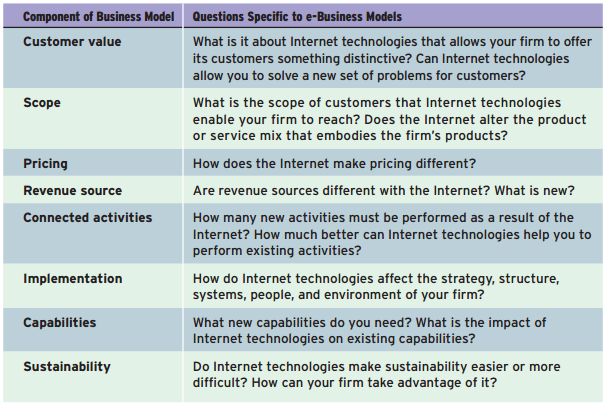 Component of Business Model Questions Specific to e-Business Models
Customer value What is it about Internet technologies that allows your firm to offer
its customers something distinctive? Can Internet technologies
allow you to solve a new set of problems for customers?
Scope What is the scope of customers that Internet technologies
enable your firm to reach? Does the Internet alter the product
or service mix that embodies the firm's products?
Pricing How does the Internet make pricing different?
Revenue source Are revenue sources different with the Internet? What is new?
Connected activities How many new activities must be performed as a result of the
Internet? How much better can Internet technologies help you to
perform existing activities?
Implementation How do Internet technologies affect the strategy, structure,
systems, people, and environment of your firm?
Capabilities What new capabilities do you need? What is the impact of
Internet technologies on existing capabilities?
Sustainability Do Internet technologies make sustainability easier or more
difficult? How can your firm take advantage of it?